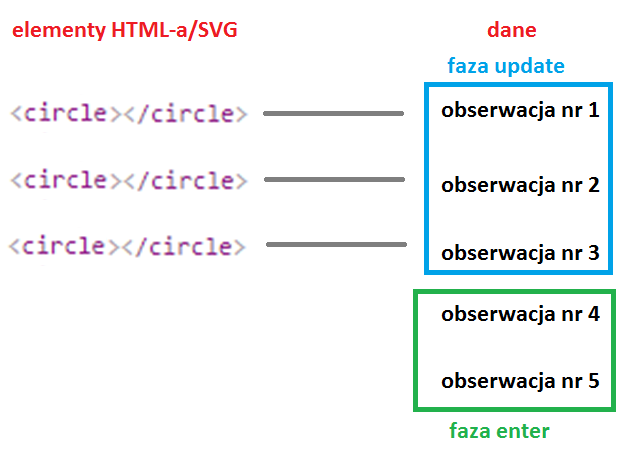 elementy HTML-a/SVG
dane
faza update
<circle></circle>
obserwacja nr 1
<circle></circle>
obserwacja nr 2
<circle></circle>
obserwacja nr 3
obserwacja nr 4
obserwacja nr 5
faza enter